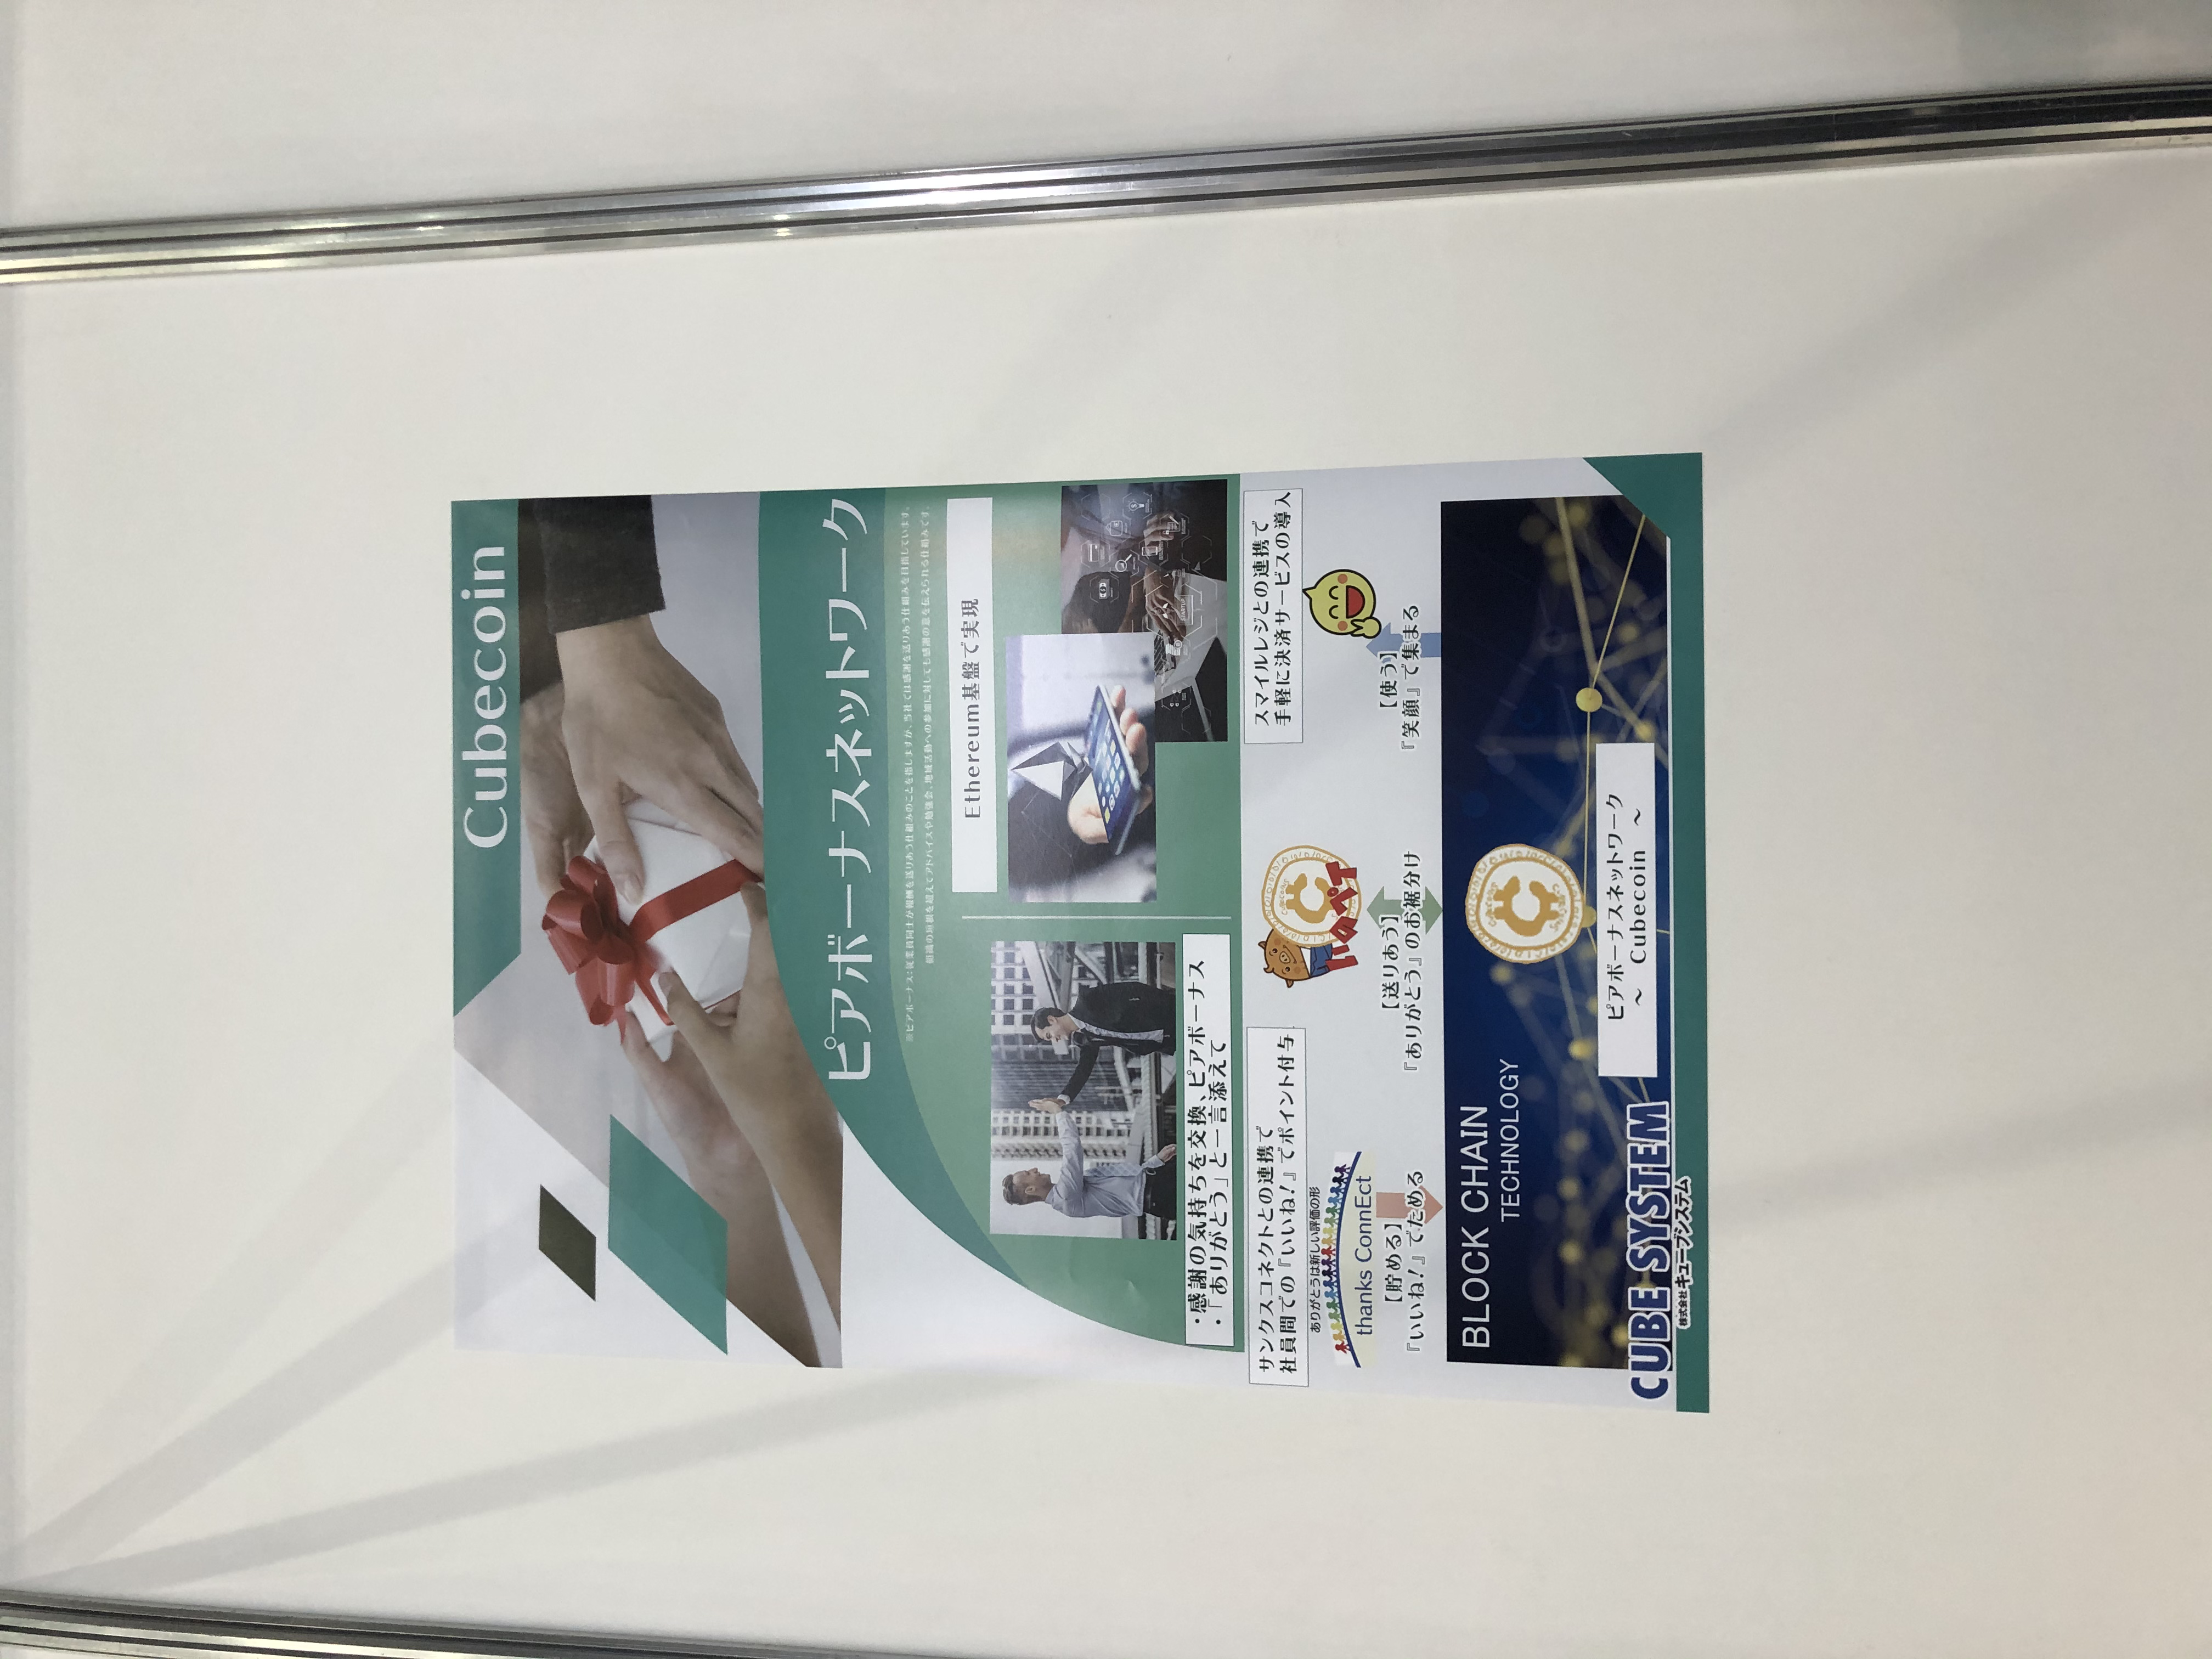 Cubecoin
ピアボーナスネットワーク
※ピアボーナス：従業員同士が報酬を送りあう仕組みのことを指しますが、当社では感謝を送りあう仕組みを目指しています。
組織の垣根を超えてアドバイスや勉強会、地域活動への参加に対しても感謝の意を伝えられる仕組みです。
Ethereum基盤で実現
STARTUP
・感謝の気持ちを交換、ピアボーナス
・「ありがとう」と一言添えて
サンクスコネクトとの連携で
社員間での『いいね！』でポイント付与
ありがとうは新しい評価の形
thanks ConnEct
【貯める】
『いいね！』でためる
CubeCoins
いのペイ
【送りあう】
『ありがとう』のお裾分け
スマイルレジとの連携で
手軽に決済サービスの導入
【使う】
『笑顔』で集まる
BLOCK CHAIN
TECHNOLOGY
CubeCoins
ピアボーナスネットワーク
～ Cubecoin ～
CUBE SYSTEM
株式会社キューブシステム